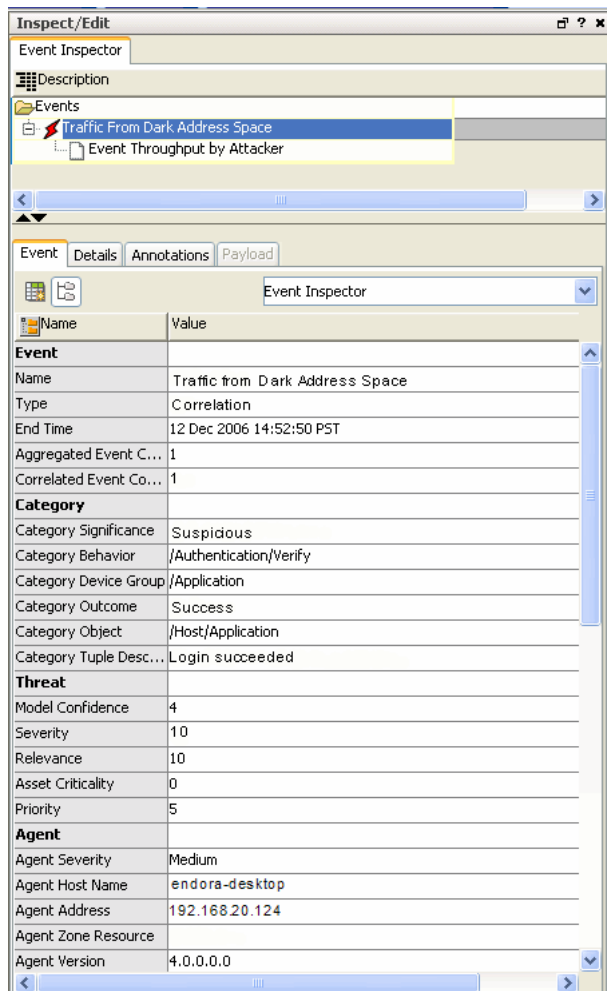 Inspect/Edit
Event Inspector
Description
Events
Traffic From Dark Address Space
Event Throughput by Attacker
Event Details Annotations Payload
Event Inspector
Name Value
Event
Name Traffic from Dark Address Space
Type Correlation
End Time 12 Dec 2006 14:52:50 PST
Aggregated Event C... 1
Correlated Event Co... 1
Category
Category Significance Suspicious
Category Behavior /Authentication/Verify
Category Device Group /Application
Category Outcome Success
Category Object /Host/Application
Category Tuple Desc... Login succeeded
Threat
Model Confidence 4
Severity 10
Relevance 10
Asset Criticality 0
Priority 5
Agent
Agent Severity Medium
Agent Host Name endora-desktop
Agent Address 192.168.20.124
Agent Zone Resource
Agent Version 4.0.0.0.0